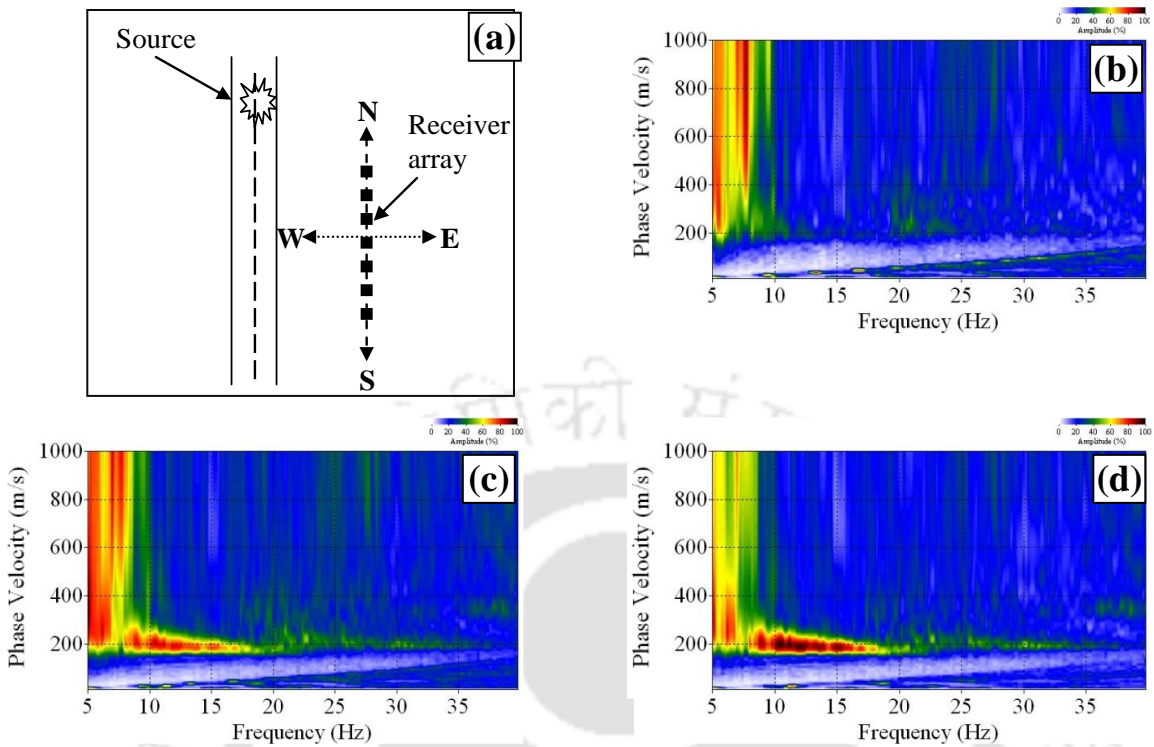 (a)
Source
N
Receiver
array
W
E
S
0 20 40 60 80 100
Amplitude (%)
(b)
1000
800
600
400
200
Phase Velocity (m/s)
5 10 15 20 25 30 35
Frequency (Hz)
0 20 40 60 80 100
Amplitude (%)
(c)
1000
800
600
400
200
Phase Velocity (m/s)
5 10 15 20 25 30 35
Frequency (Hz)
0 20 40 60 80 100
Amplitude (%)
(d)
1000
800
600
400
200
Phase Velocity (m/s)
5 10 15 20 25 30 35
Frequency (Hz)